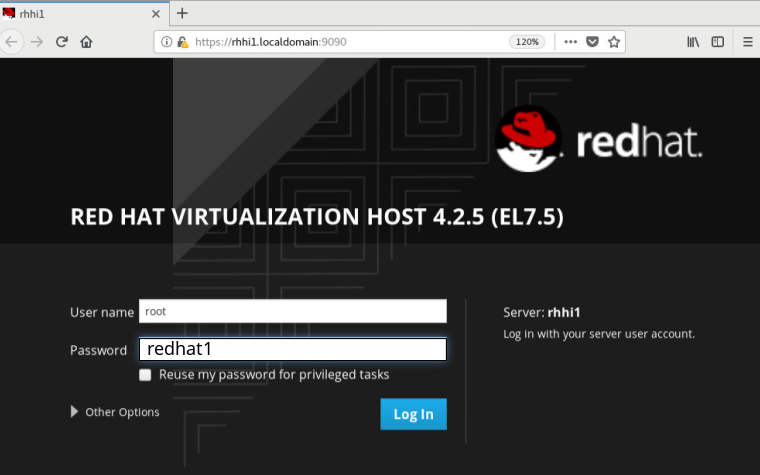 rhhi1
https://rhhi1.localdomain:9090 120%
redhat.
RED HAT VIRTUALIZATION HOST 4.2.5 (EL7.5)
User name root
Password redhat1
Reuse my password for privileged tasks
Other Options
Log In
Server: rhhi1
Log in with your server user account.